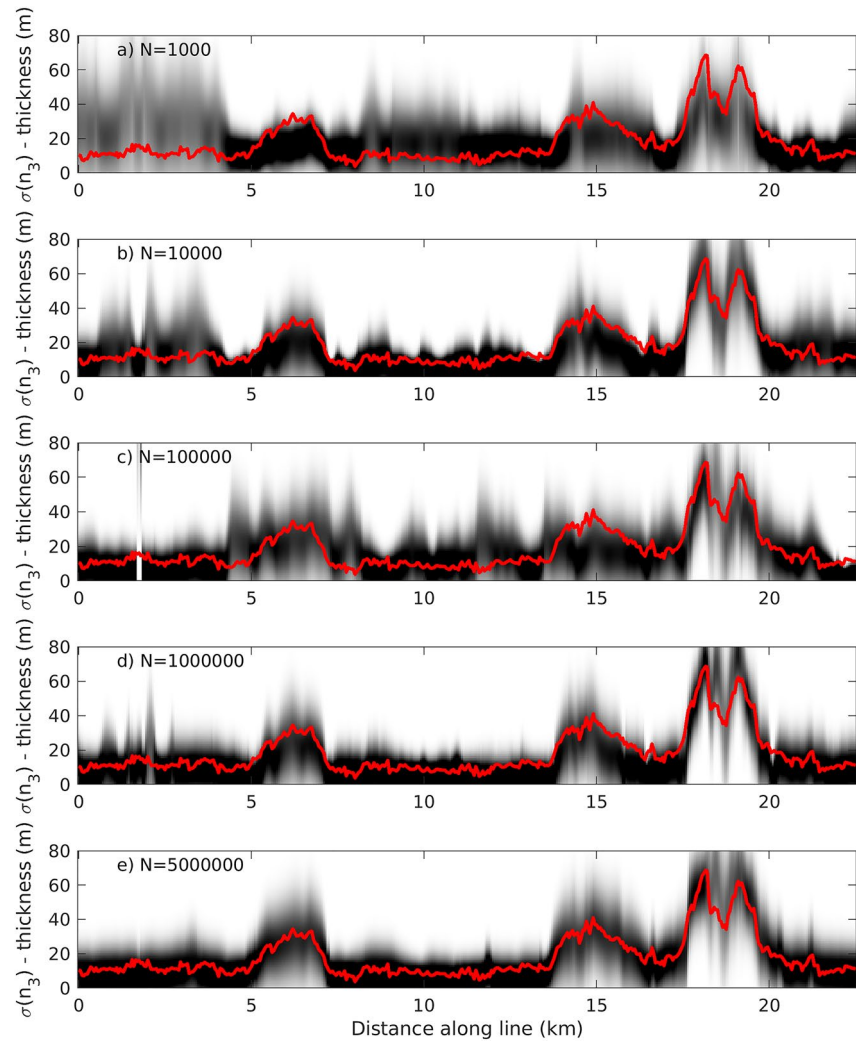 σ(n₃) - thickness (m)
80
60
40
20
0
a) N=1000
0 5 10 15 20
σ(n₃) - thickness (m)
80
60
40
20
0
b) N=10000
0 5 10 15 20
σ(n₃) - thickness (m)
80
60
40
20
0
c) N=100000
0 5 10 15 20
σ(n₃) - thickness (m)
80
60
40
20
0
d) N=1000000
0 5 10 15 20
σ(n₃) - thickness (m)
80
60
40
20
0
e) N=5000000
0 5 10 15 20
Distance along line (km)